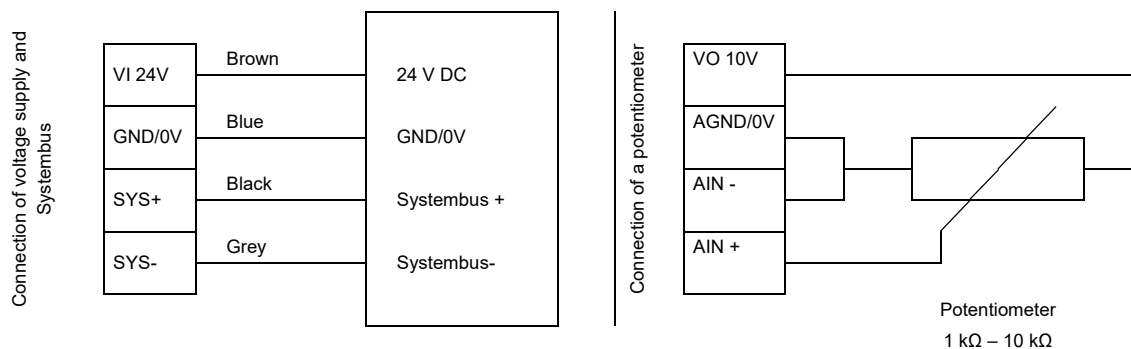 Connection of voltage supply and
Systembus
VI 24V
Brown
24 V DC
GND/0V
Blue
GND/0V
SYS+
Black
Systembus +
SYS-
Grey
Systembus-
Connection of a potentiometer
VO 10V
AGND/0V
AIN -
AIN +
Potentiometer
1 kΩ – 10 kΩ